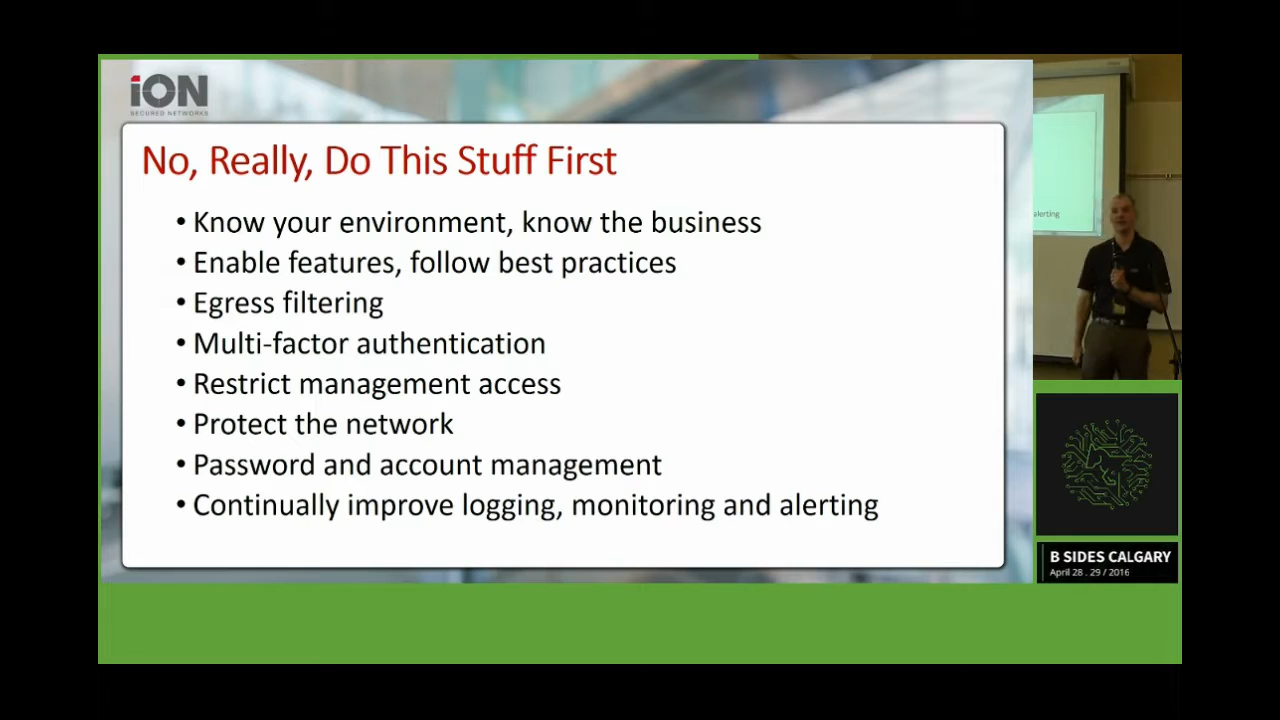 iON
SECURED NETWORKS
No, Really, Do This Stuff First
• Know your environment, know the business
• Enable features, follow best practices
• Egress filtering
• Multi-factor authentication
• Restrict management access
• Protect the network
• Password and account management
• Continually improve logging, monitoring and alerting
alerting
B SIDES CALGARY
April 28 . 29 / 2016